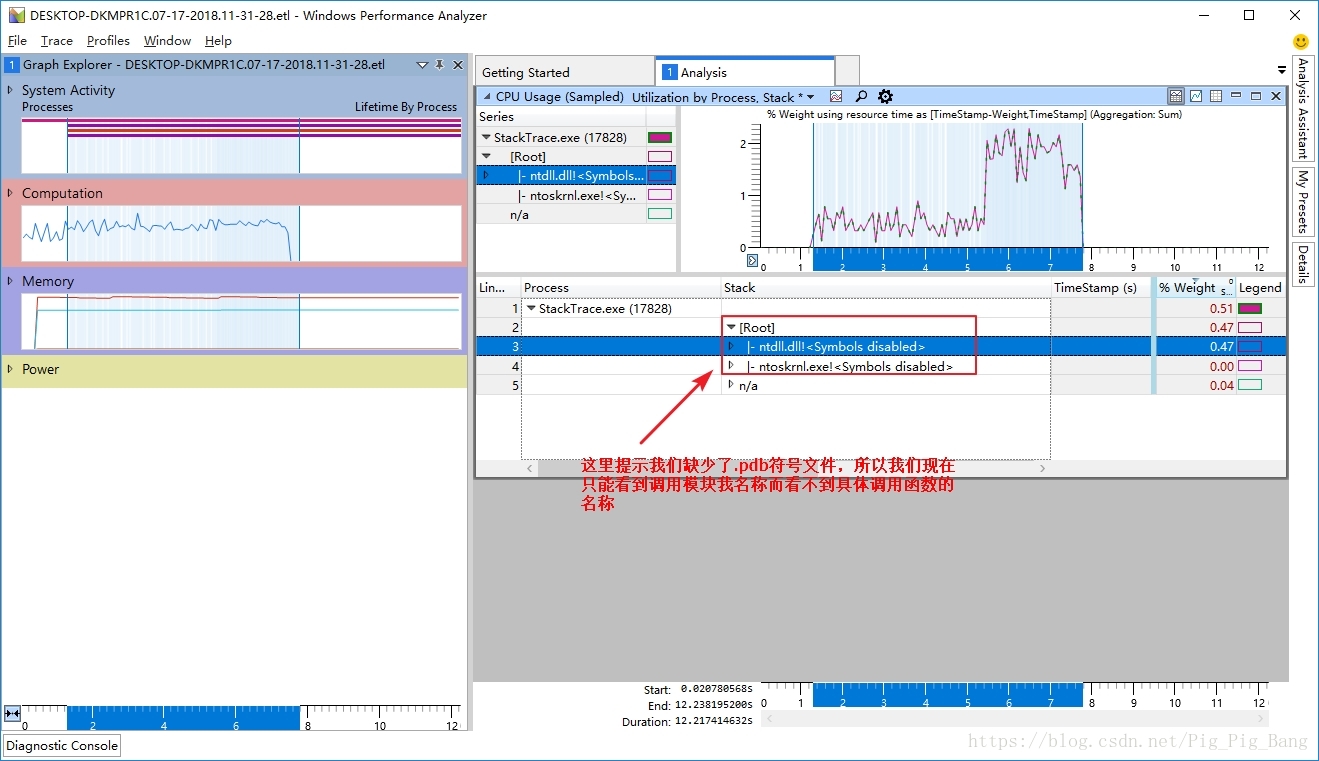 DESKTOP-DKMPR1C.07-17-2018.11-31-28.etl - Windows Performance Analyzer
File Trace Profiles Window Help
1 Graph Explorer - DESKTOP-DKMPR1C.07-17-2018.11-31-28.etl
System Activity
Processes Lifetime By Process
Computation
Memory
Power
0 2 4 6 8 10 12
Diagnostic Console
Getting Started
1 Analysis
CPU Usage (Sampled) Utilization by Process, Stack *
Series
StackTrace.exe (17828)
[Root]
|- ntdll.dll!<Symbols...
|- ntoskrnl.exe!<Sy...
n/a
% Weight using resource time as [TimeStamp-Weight,TimeStamp] (Aggregation: Sum)
2
1
0
0 1 2 3 4 5 6 7 8 9 10 11 12
Lin... Process Stack TimeStamp (s) % Weight 0 s... Legend
1 StackTrace.exe (17828) 0.51
2 [Root] 0.47
3 |- ntdll.dll!<Symbols disabled> 0.47
4 |- ntoskrnl.exe!<Symbols disabled> 0.00
5 n/a 0.04
这里提示我们缺少了.pdb符号文件，所以我们现在
只能看到调用模块我名称而看不到具体调用函数的
名称
Start: 0.020780568s
End: 12.238195200s
Duration: 12.217414632s
0 1 2 3 4 5 6 7 8 9 10 11 12
Analysis Assistant
My Presets
Details
https://blog.csdn.net/Pig_Pig_Bang